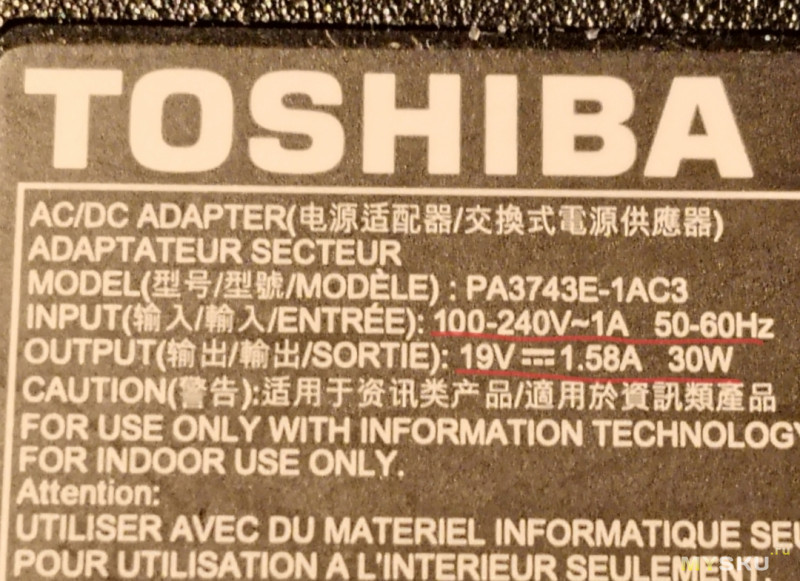 TOSHIBA
AC/DC ADAPTER(电源适配器/交換式電源供應器)
ADAPTATEUR SECTEUR
MODEL(型号/型號/MODÈLE) : PA3743E-1AC3
INPUT(输入/輸入/ENTRÉE): 100-240V~1A 50-60Hz
OUTPUT(输出/輸出/SORTIE): 19V⎓1.58A 30W
CAUTION(警告):适用于资讯类产品/適用於資訊類產品
FOR USE ONLY WITH INFORMATION TECHNOLOGY
FOR INDOOR USE ONLY.
Attention:
UTILISER AVEC DU MATERIEL INFORMATIQUE SEU
POUR UTILISATION A L'INTERIEUR SEULEME
MYSKU.ru